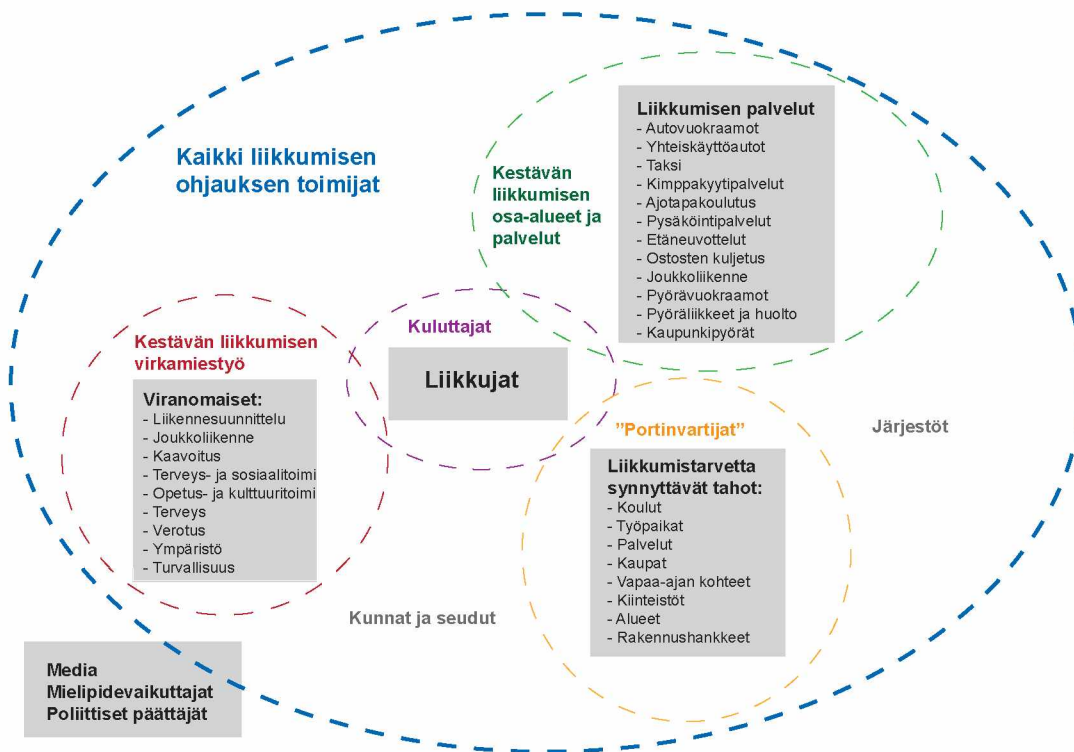 Kaikki liikkumisen
ohjauksen toimijat
Kestävän
liikkumisen
osa-alueet ja
palvelut
Liikkumisen palvelut
- Autovuokraamot
- Yhteiskäyttöautot
- Taksi
- Kimppakyytipalvelut
- Ajotapakoulutus
- Pysäköintipalvelut
- Etäneuvottelut
- Ostosten kuljetus
- Joukkoliikenne
- Pyörävuokraamot
- Pyöräliikkeet ja huolto
- Kaupunkipyörät
Kuluttajat
Liikkujat
Kestävän liikkumisen
virkamiestyö
Viranomaiset:
- Liikennesuunnittelu
- Joukkoliikenne
- Kaavoitus
- Terveys- ja sosiaalitoimi
- Opetus- ja kulttuuritoimi
- Terveys
- Verotus
- Ympäristö
- Turvallisuus
"Portinvartijat"
Liikkumistarvetta
synnyttävät tahot:
- Koulut
- Työpaikat
- Palvelut
- Kaupat
- Vapaa-ajan kohteet
- Kiinteistöt
- Alueet
- Rakennushankkeet
Järjestöt
Kunnat ja seudut
Media
Mielipidevaikuttajat
Poliittiset päättäjät